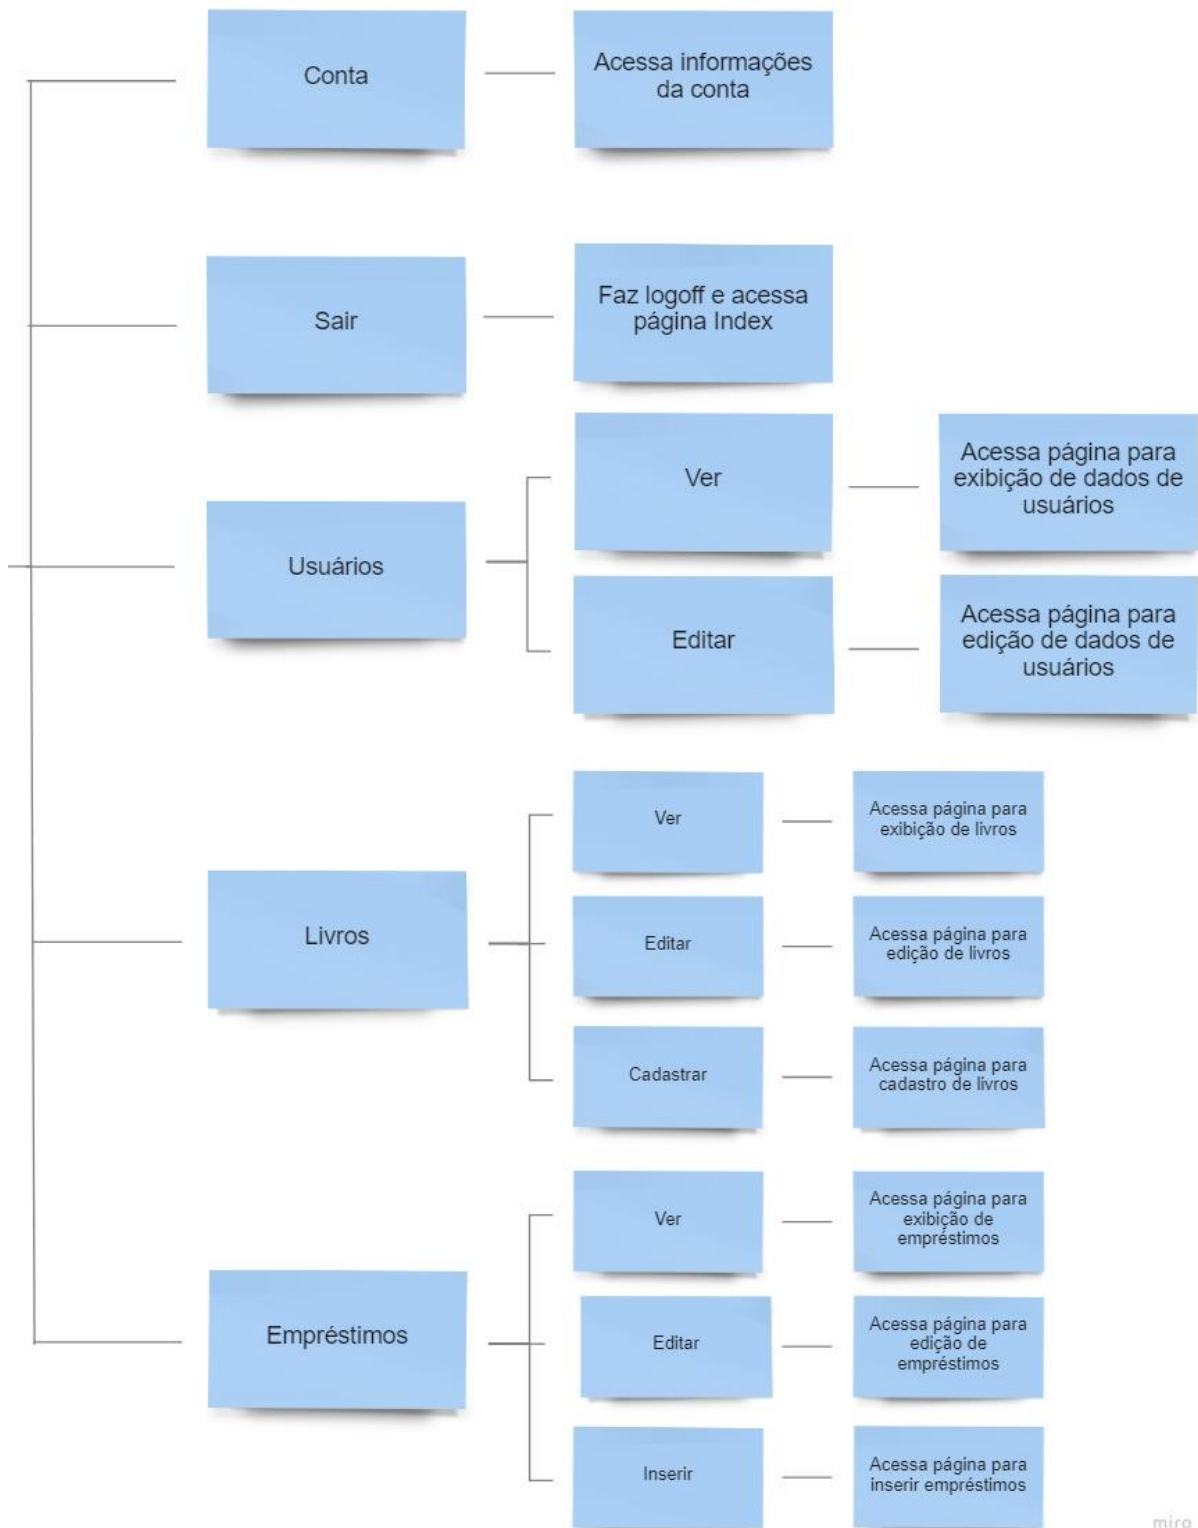 Conta
Acessa informações
da conta
Sair
Faz logoff e acessa
página Index
Usuários
Ver
Acessa página para
exibição de dados de
usuários
Editar
Acessa página para
edição de dados de
usuários
Livros
Ver
Acessa página para
exibição de livros
Editar
Acessa página para
edição de livros
Cadastrar
Acessa página para
cadastro de livros
Empréstimos
Ver
Acessa página para
exibição de
empréstimos
Editar
Acessa página para
edição de
empréstimos
Inserir
Acessa página para
inserir empréstimos
miro